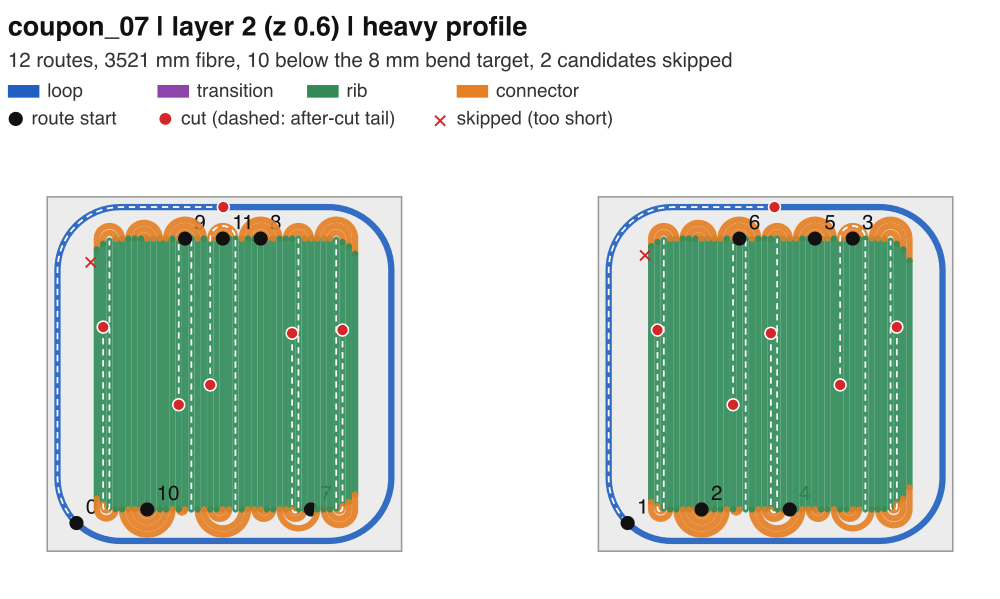 coupon_07 | layer 2 (z 0.6) | heavy profile
12 routes, 3521 mm fibre, 10 below the 8 mm bend target, 2 candidates skipped
loop transition rib connector
route start cut (dashed: after-cut tail) skipped (too short)
9 11 8 6 5 3
10 7 2 4
0 1